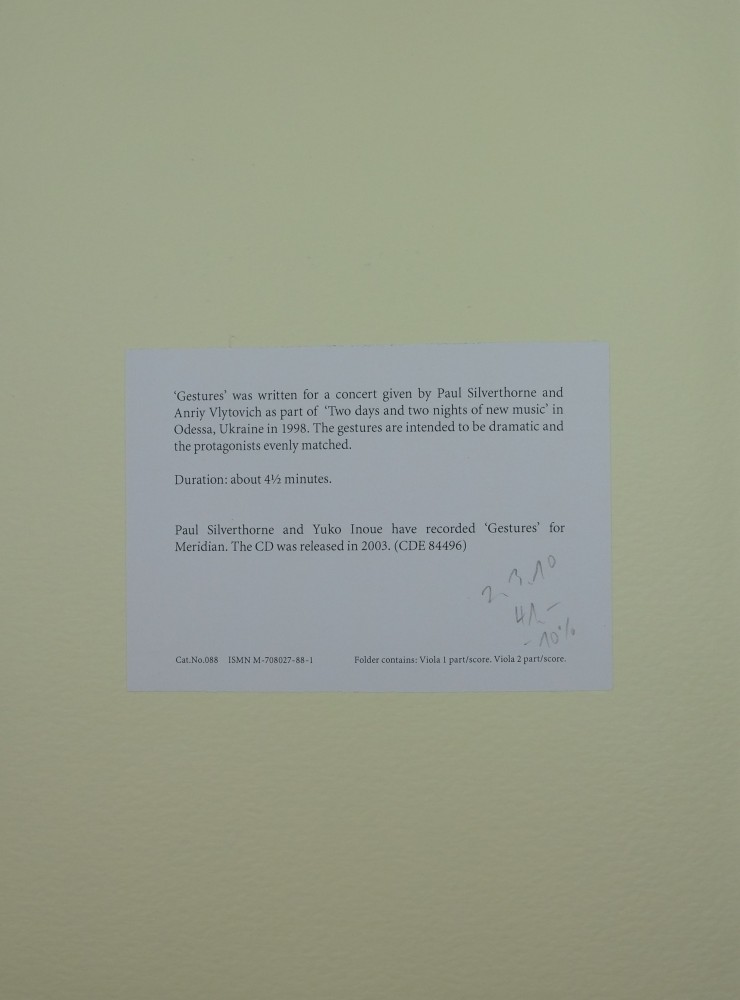 ‘Gestures’ was written for a concert given by Paul Silverthorne and
Anriy Vlytovich as part of ‘Two days and two nights of new music’ in
Odessa, Ukraine in 1998. The gestures are intended to be dramatic and
the protagonists evenly matched.
Duration: about 4½ minutes.
Paul Silverthorne and Yuko Inoue have recorded ‘Gestures’ for
Meridian. The CD was released in 2003. (CDE 84496)
2.3.10
41,-
- 10%
Cat.No.088 ISMN M-708027-88-1 Folder contains: Viola 1 part/score. Viola 2 part/score.